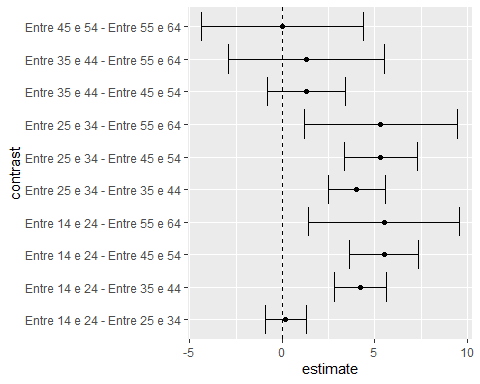 Entre 45 e 54 - Entre 55 e 64
Entre 35 e 44 - Entre 55 e 64
Entre 35 e 44 - Entre 45 e 54
Entre 25 e 34 - Entre 55 e 64
Entre 25 e 34 - Entre 45 e 54
Entre 25 e 34 - Entre 35 e 44
Entre 14 e 24 - Entre 55 e 64
Entre 14 e 24 - Entre 45 e 54
Entre 14 e 24 - Entre 35 e 44
Entre 14 e 24 - Entre 25 e 34
contrast
-5 0 5 10
estimate